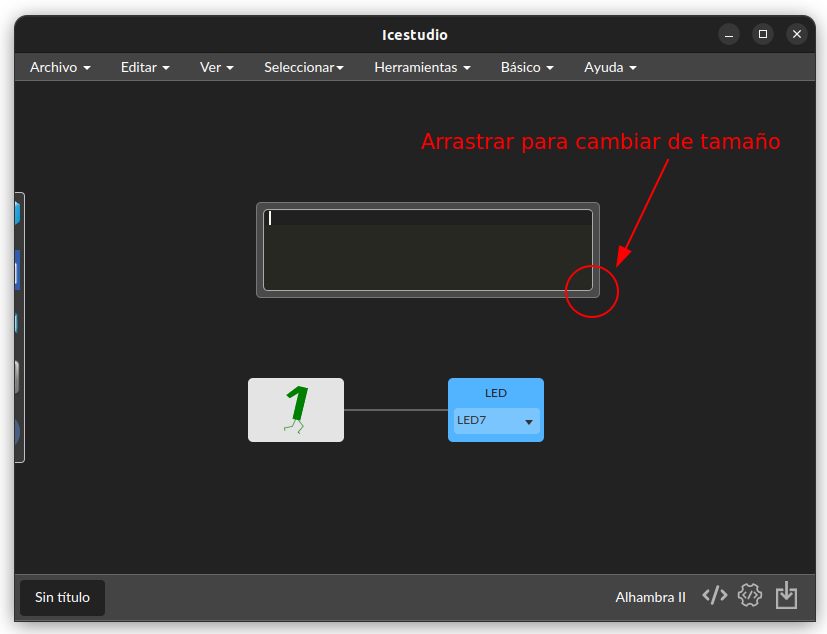 Icestudio
Archivo Editar Ver Seleccionar Herramientas Básico Ayuda
Arrastrar para cambiar de tamaño
1
LED
LED7
Sin título
Alhambra II </> </>